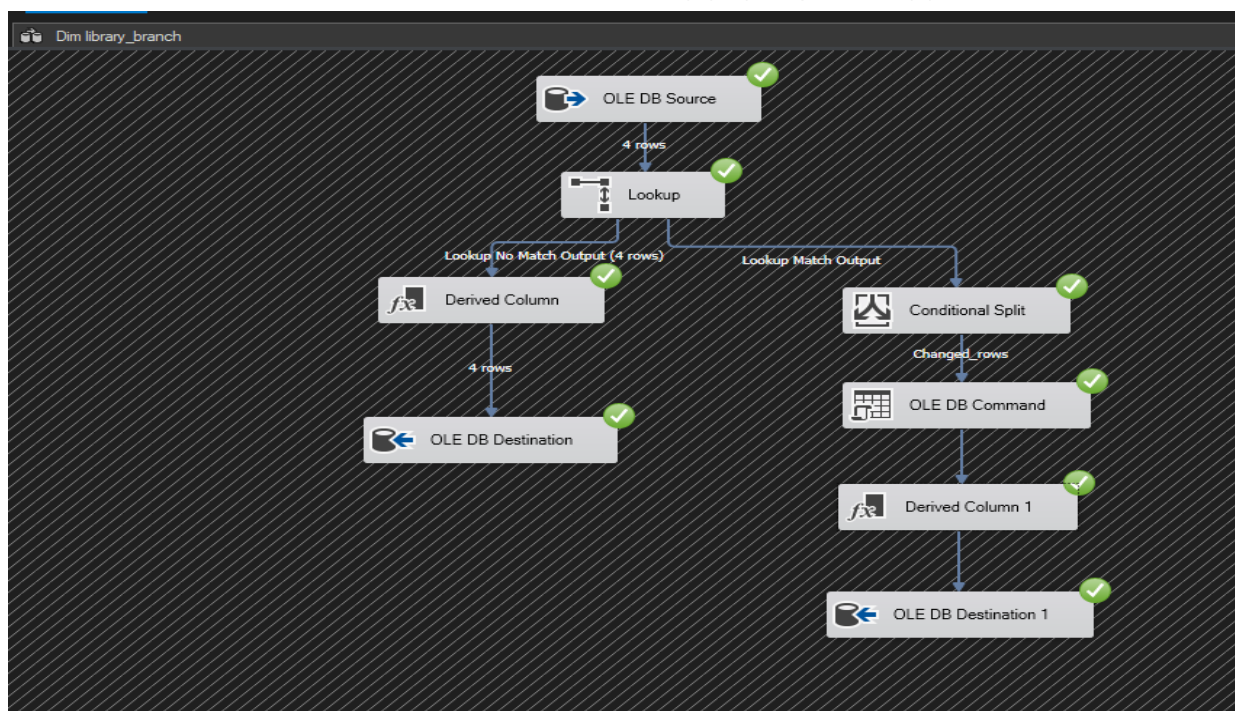 Dim library_branch
OLE DB Source
4 rows
Lookup
Lookup No Match Output (4 rows)
Lookup Match Output
Derived Column
Conditional Split
4 rows
Changed_rows
OLE DB Command
OLE DB Destination
Derived Column 1
OLE DB Destination 1